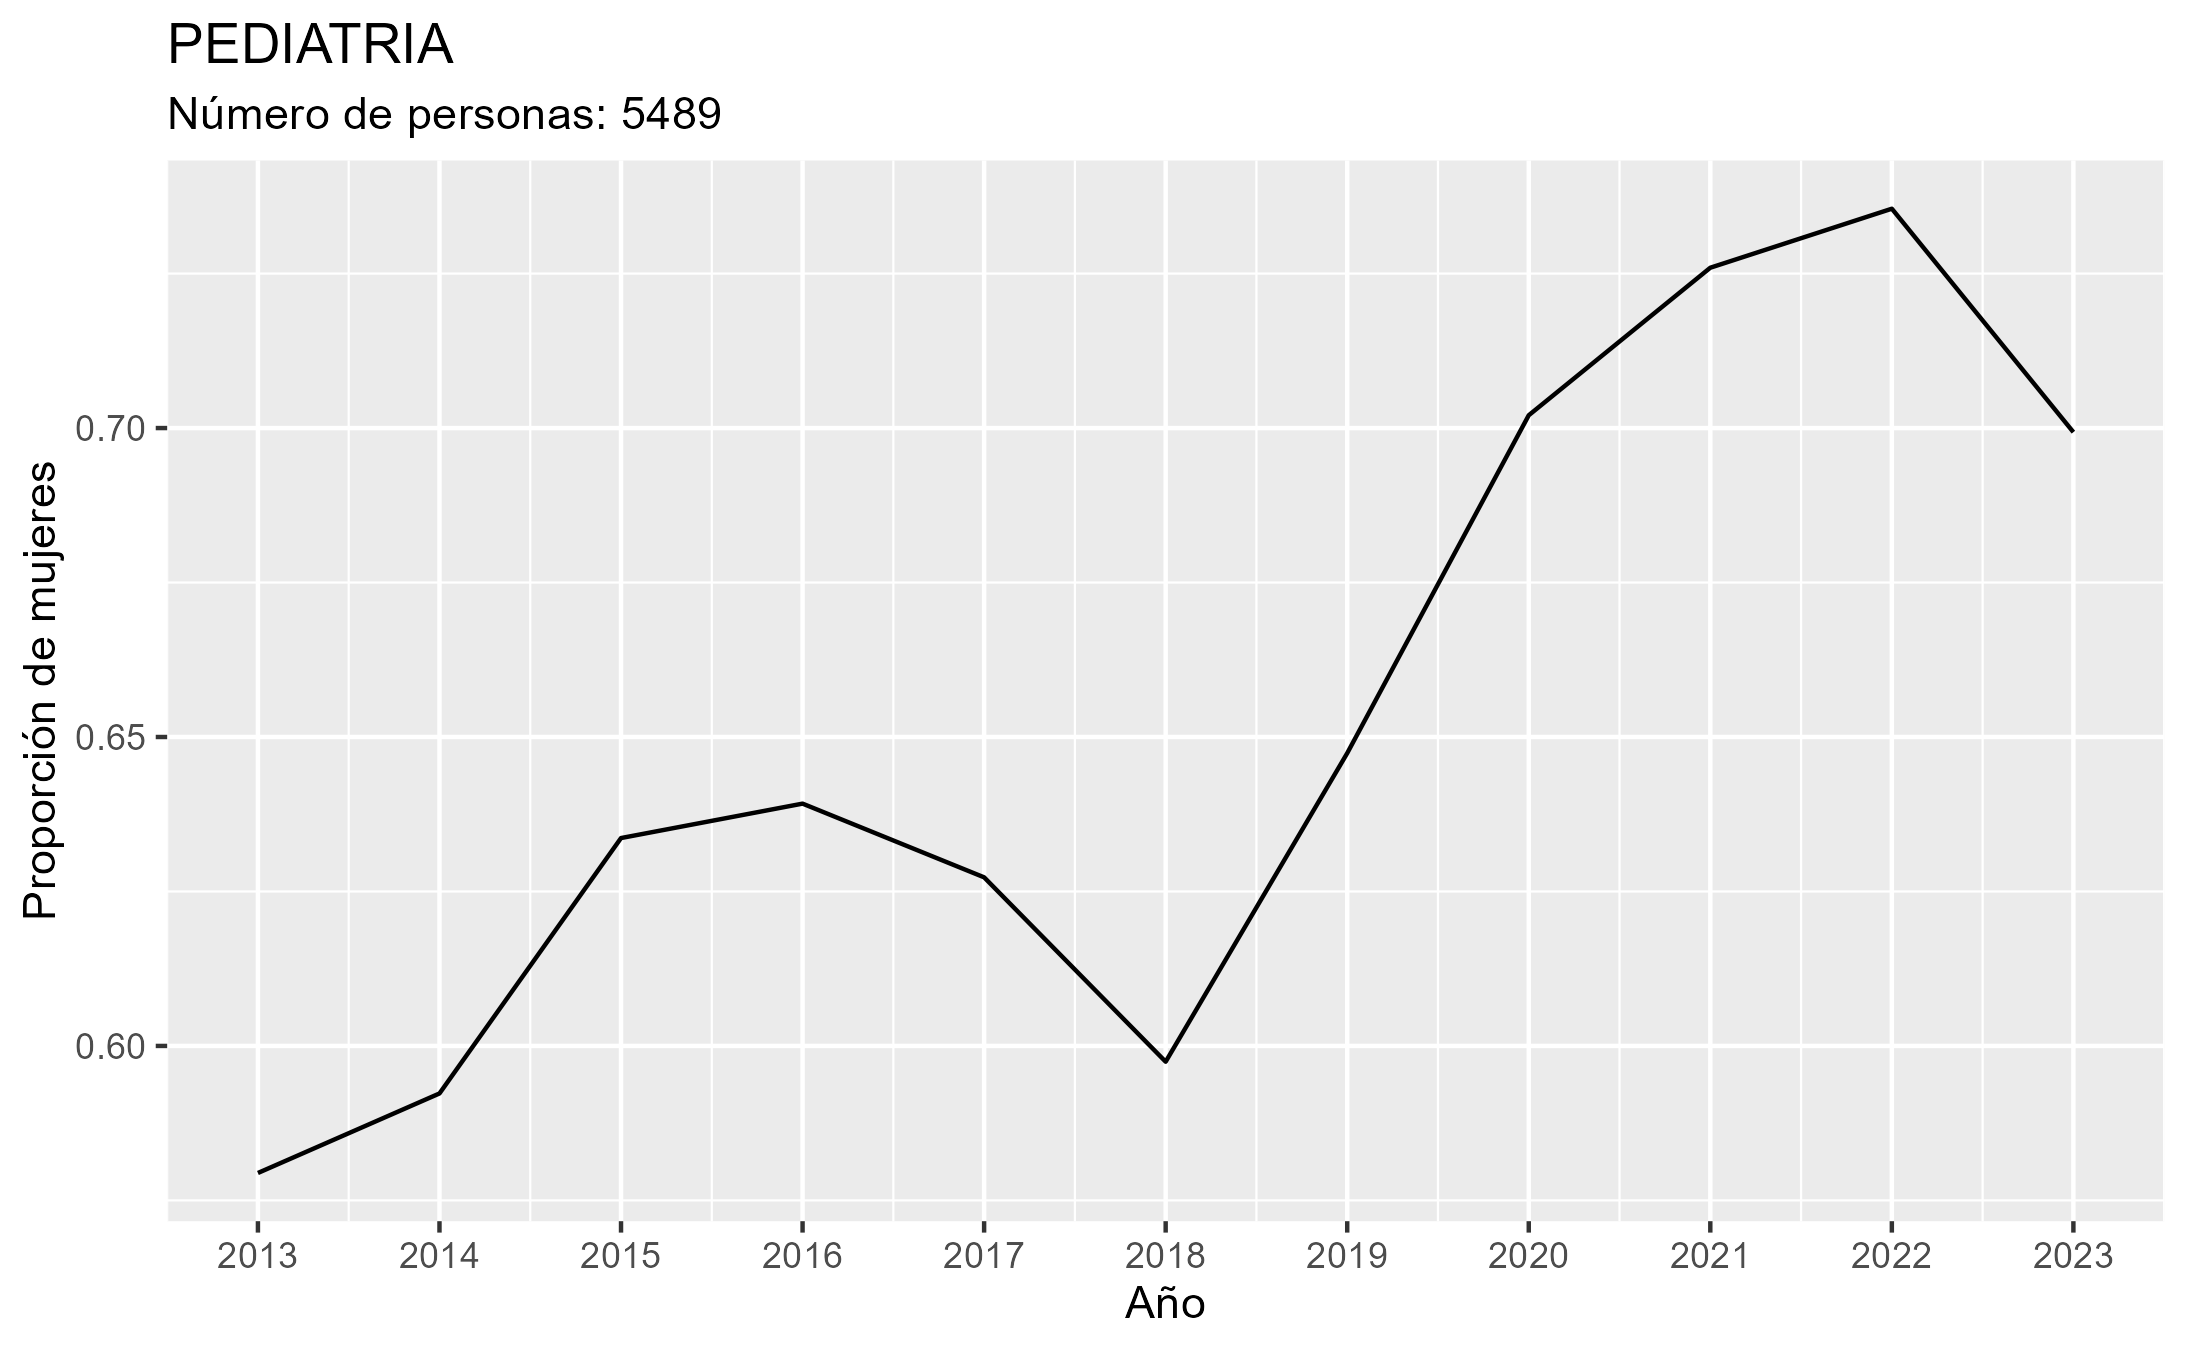 PEDIATRIA
Número de personas: 5489
Proporción de mujeres
0.70
0.65
0.60
2013 2014 2015 2016 2017 2018 2019 2020 2021 2022 2023
Año